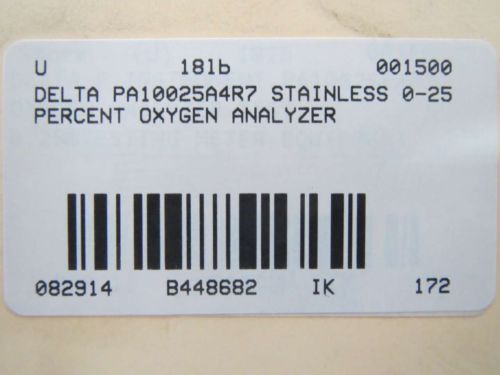 U 18lb 001500
DELTA PA10025A4R7 STAINLESS 0-25
PERCENT OXYGEN ANALYZER
082914 B448682 IK 172